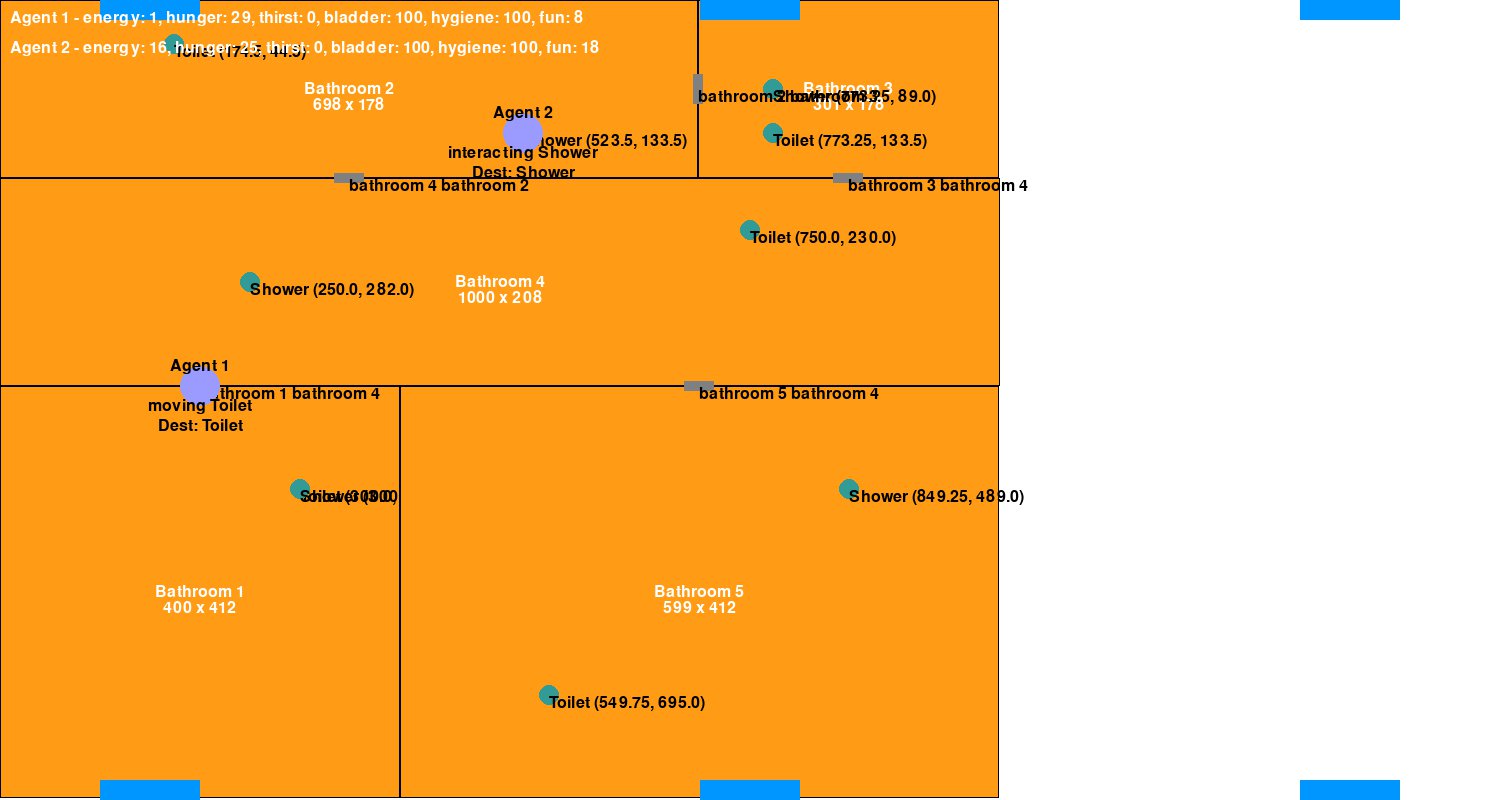 Agent 1 - energy: 1, hunger: 29, thirst: 0, bladder: 100, hygiene: 100, fun: 8
Agent 2 - energy: 16, hunger: 25, thirst: 0, bladder: 100, hygiene: 100, fun: 18
Toilet (174.5, 44.5)
Bathroom 2
698 x 178
Bathroom 3
301 x 178
bathroom 2 bathroom 3
Shower (773.25, 89.0)
Agent 2
Shower (523.5, 133.5)
Toilet (773.25, 133.5)
interacting Shower
Dest: Shower
bathroom 4 bathroom 2
bathroom 3 bathroom 4
Toilet (750.0, 230.0)
Bathroom 4
1000 x 208
Shower (250.0, 282.0)
Agent 1
bathroom 1 bathroom 4
bathroom 5 bathroom 4
moving Toilet
Dest: Toilet
Shower (849.25, 489.0)
Bathroom 1
400 x 412
Bathroom 5
599 x 412
Toilet (549.75, 695.0)